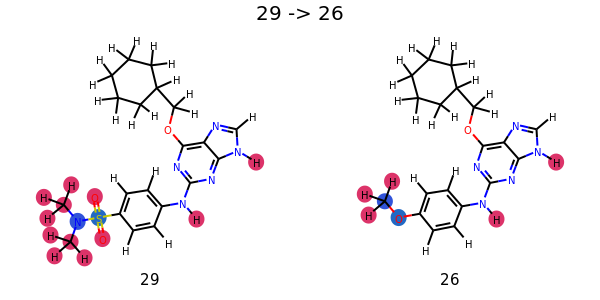 29 -> 26
H H H H H H H H H H H H H
O N N H N N N H N H
H H H H
O S O N H H H H H H
H H H H H H H H H H H H H
O N N H N N N H N H
H H H H
O H H H
29 26